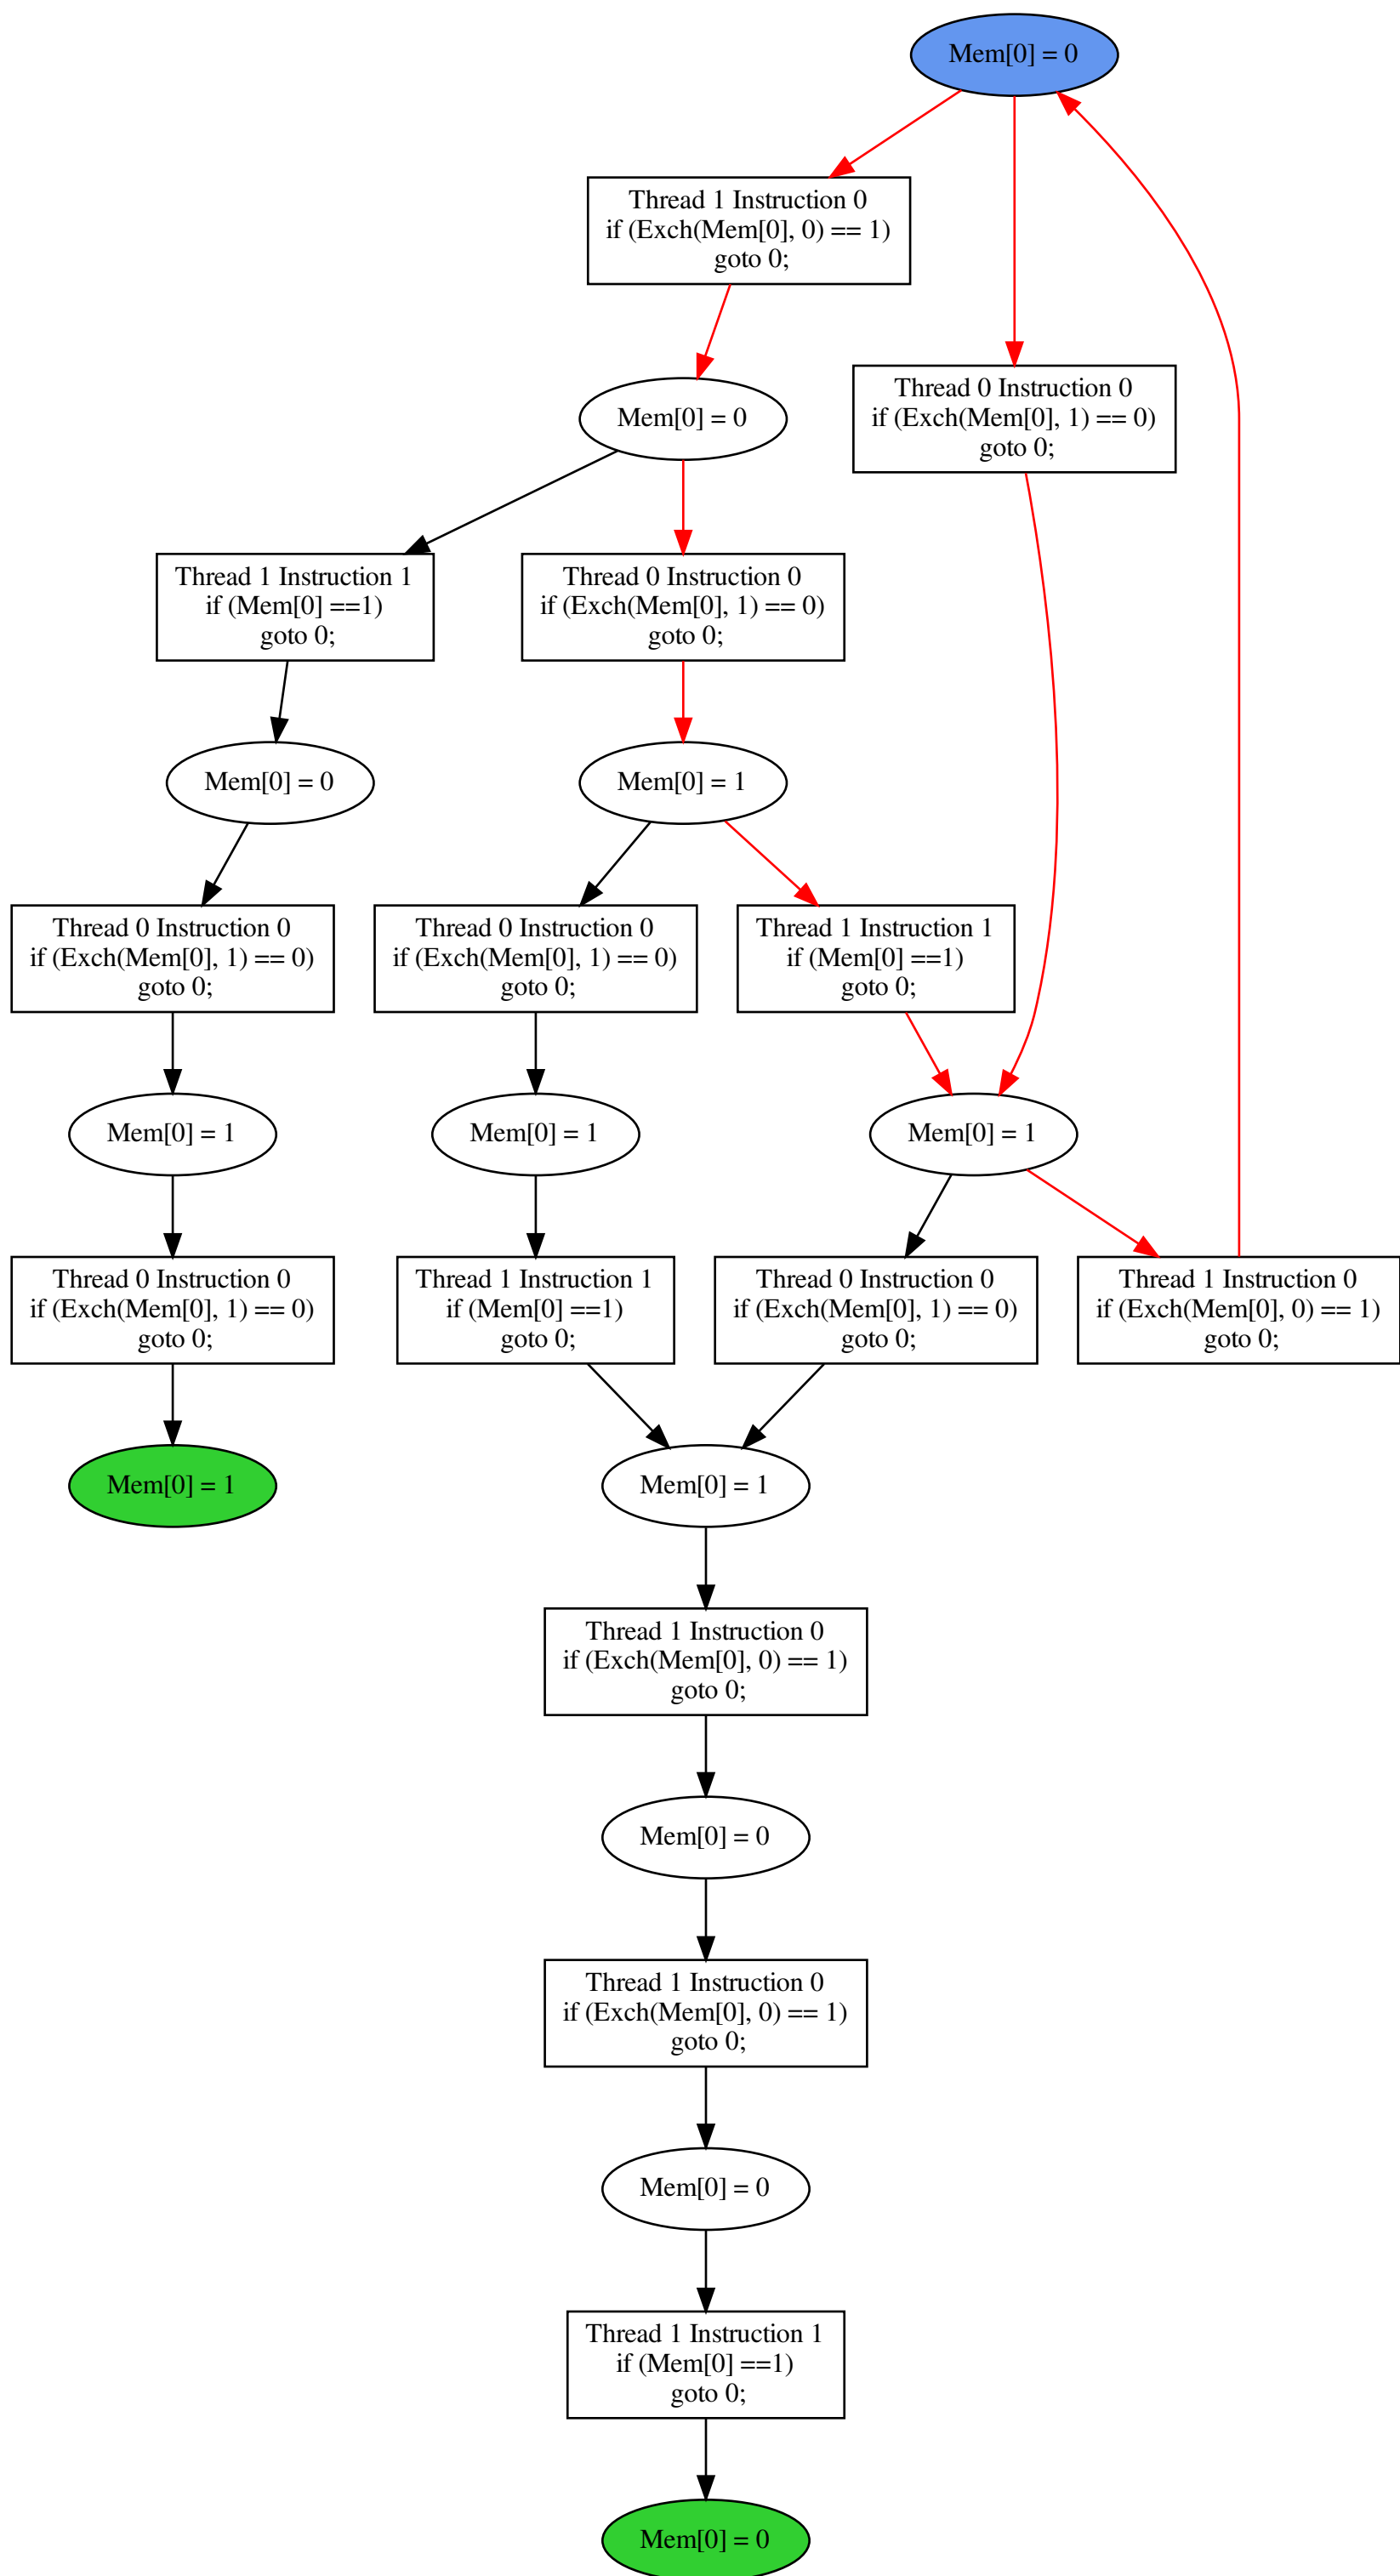 Mem[0] = 0
Thread 1 Instruction 0
if (Exch(Mem[0], 0) == 1)
goto 0;
Thread 0 Instruction 0
if (Exch(Mem[0], 1) == 0)
goto 0;
Mem[0] = 0
Thread 1 Instruction 1
if (Mem[0] ==1)
goto 0;
Thread 0 Instruction 0
if (Exch(Mem[0], 1) == 0)
goto 0;
Mem[0] = 0
Mem[0] = 1
Thread 0 Instruction 0
if (Exch(Mem[0], 1) == 0)
goto 0;
Thread 0 Instruction 0
if (Exch(Mem[0], 1) == 0)
goto 0;
Thread 1 Instruction 1
if (Mem[0] ==1)
goto 0;
Mem[0] = 1
Mem[0] = 1
Mem[0] = 1
Thread 0 Instruction 0
if (Exch(Mem[0], 1) == 0)
goto 0;
Thread 1 Instruction 1
if (Mem[0] ==1)
goto 0;
Thread 0 Instruction 0
if (Exch(Mem[0], 1) == 0)
goto 0;
Thread 1 Instruction 0
if (Exch(Mem[0], 0) == 1)
goto 0;
Mem[0] = 1
Mem[0] = 1
Thread 1 Instruction 0
if (Exch(Mem[0], 0) == 1)
goto 0;
Mem[0] = 0
Thread 1 Instruction 0
if (Exch(Mem[0], 0) == 1)
goto 0;
Mem[0] = 0
Thread 1 Instruction 1
if (Mem[0] ==1)
goto 0;
Mem[0] = 0